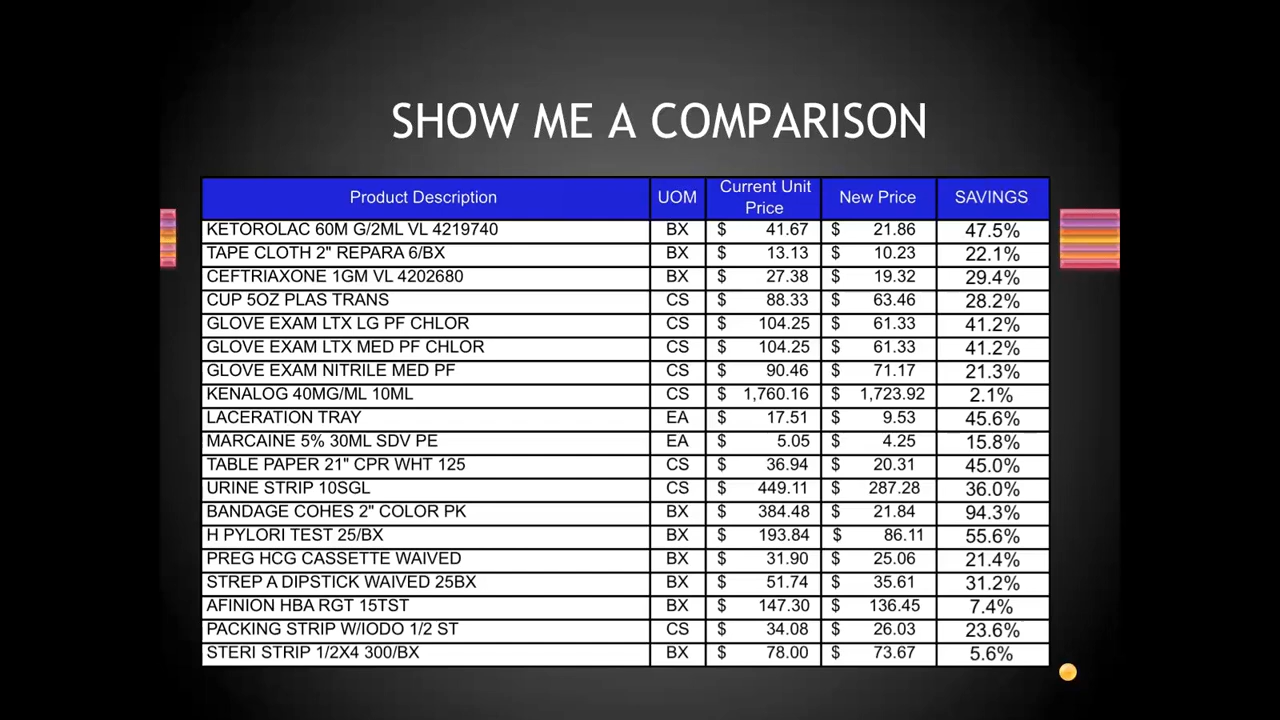 SHOW ME A COMPARISON
Product Description UOM Current Unit Price New Price SAVINGS
KETOROLAC 60M G/2ML VL 4219740 BX $ 41.67 $ 21.86 47.5%
TAPE CLOTH 2" REPARA 6/BX BX $ 13.13 $ 10.23 22.1%
CEFTRIAXONE 1GM VL 4202680 BX $ 27.38 $ 19.32 29.4%
CUP 5OZ PLAS TRANS CS $ 88.33 $ 63.46 28.2%
GLOVE EXAM LTX LG PF CHLOR CS $ 104.25 $ 61.33 41.2%
GLOVE EXAM LTX MED PF CHLOR CS $ 104.25 $ 61.33 41.2%
GLOVE EXAM NITRILE MED PF CS $ 90.46 $ 71.17 21.3%
KENALOG 40MG/ML 10ML CS $ 1,760.16 $ 1,723.92 2.1%
LACERATION TRAY EA $ 17.51 $ 9.53 45.6%
MARCAINE 5% 30ML SDV PE EA $ 5.05 $ 4.25 15.8%
TABLE PAPER 21" CPR WHT 125 CS $ 36.94 $ 20.31 45.0%
URINE STRIP 10SGL CS $ 449.11 $ 287.28 36.0%
BANDAGE COHES 2" COLOR PK BX $ 384.48 $ 21.84 94.3%
H PYLORI TEST 25/BX BX $ 193.84 $ 86.11 55.6%
PREG HCG CASSETTE WAIVED BX $ 31.90 $ 25.06 21.4%
STREP A DIPSTICK WAIVED 25BX BX $ 51.74 $ 35.61 31.2%
AFINION HBA RGT 15TST BX $ 147.30 $ 136.45 7.4%
PACKING STRIP W/IODO 1/2 ST CS $ 34.08 $ 26.03 23.6%
STERI STRIP 1/2X4 300/BX BX $ 78.00 $ 73.67 5.6%